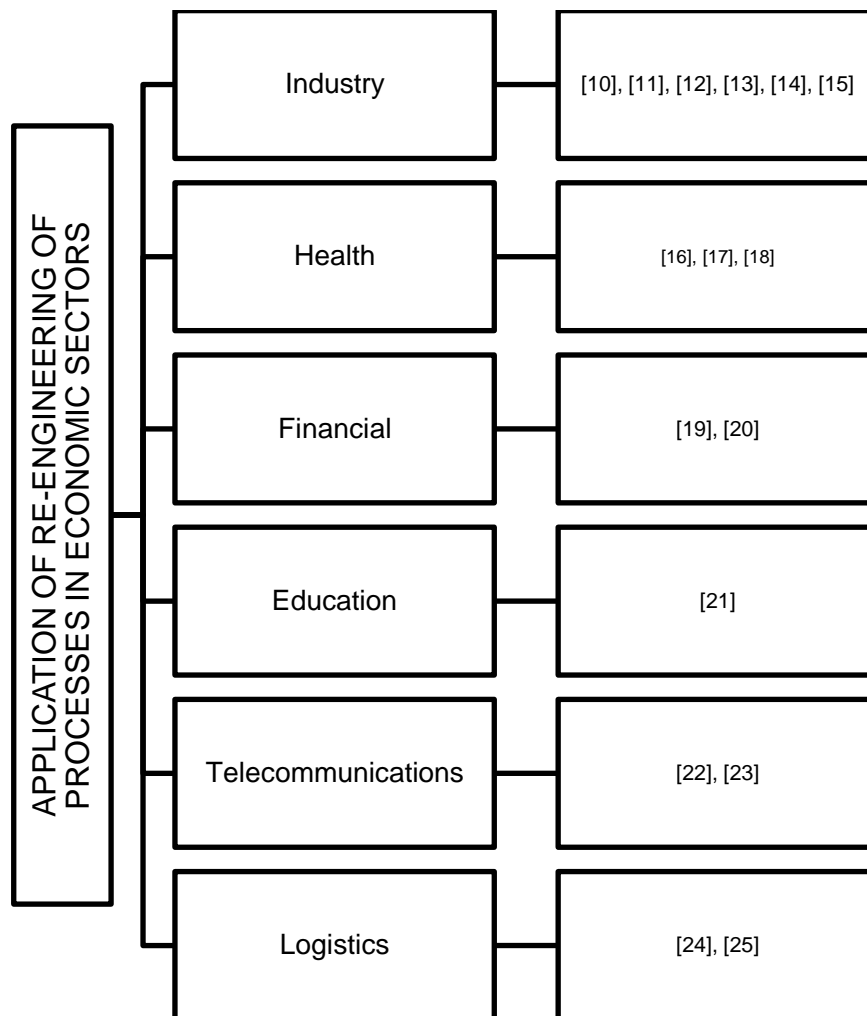 APPLICATION OF RE-ENGINEERING OF
PROCESSES IN ECONOMIC SECTORS
Industry
[10], [11], [12], [13], [14], [15]
Health
[16], [17], [18]
Financial
[19], [20]
Education
[21]
Telecommunications
[22], [23]
Logistics
[24], [25]